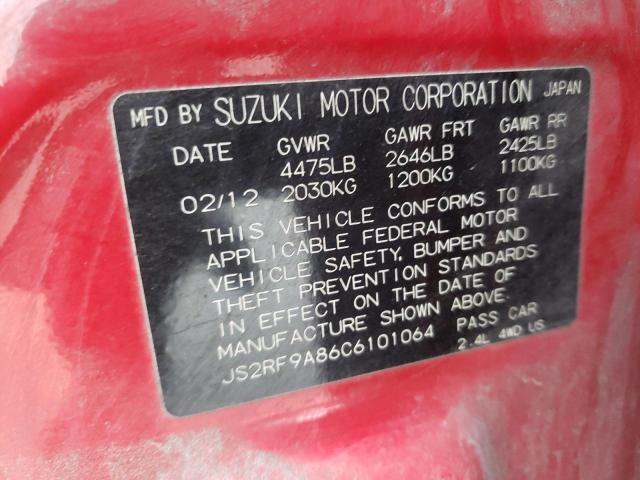 MFD BY SUZUKI MOTOR CORPORATION JAPAN
DATE GVWR GAWR FRT GAWR RR
4475LB 2646LB 2425LB
02/12 2030KG 1200KG 1100KG
THIS VEHICLE CONFORMS TO ALL
APPLICABLE FEDERAL MOTOR
VEHICLE SAFETY, BUMPER AND
THEFT PREVENTION STANDARDS
IN EFFECT ON THE DATE OF
MANUFACTURE SHOWN ABOVE.
JS2RF9A86C6101064 PASS CAR
2.4L 4WD US